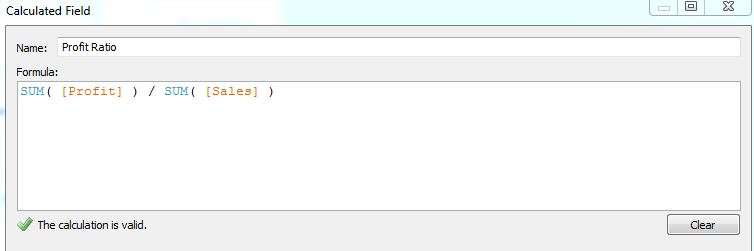 Calculated Field
Name: Profit Ratio
Formula:
SUM( [Profit] ) / SUM( [Sales] )
The calculation is valid. Clear